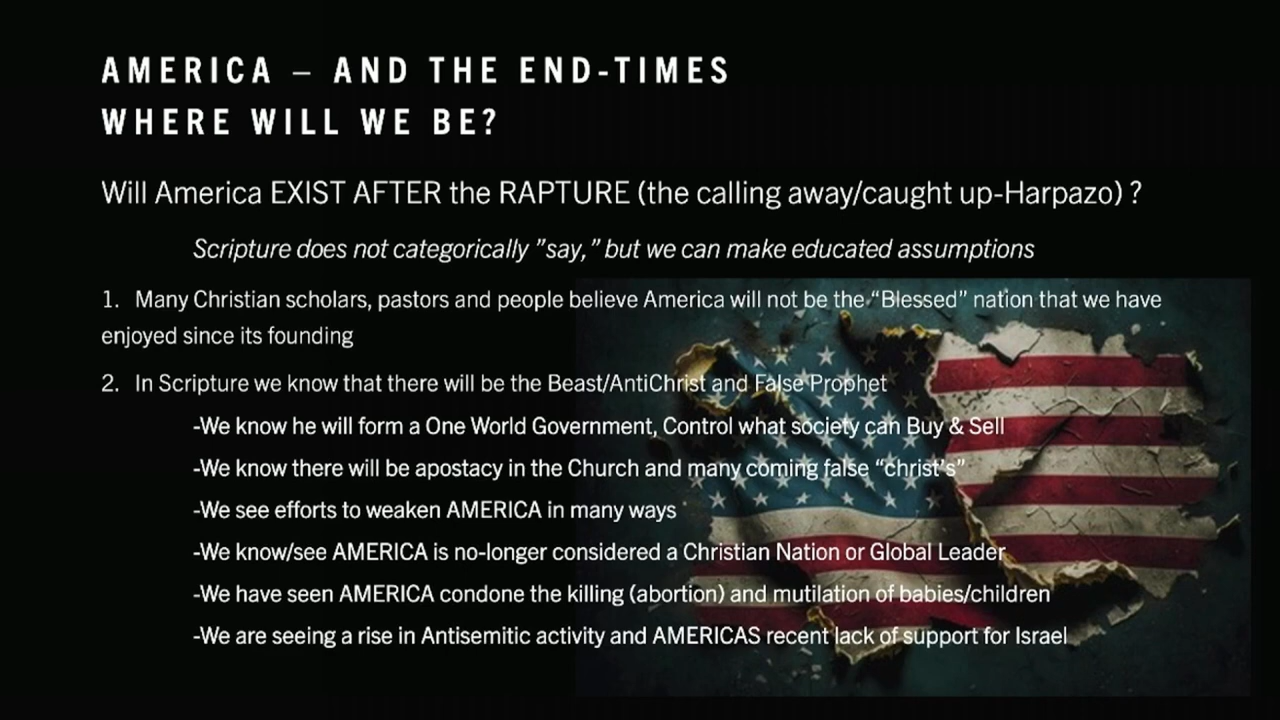 AMERICA – AND THE END-TIMES
WHERE WILL WE BE?
Will America EXIST AFTER the RAPTURE (the calling away/caught up-Harpazo) ?
Scripture does not categorically ”say,” but we can make educated assumptions
1. Many Christian scholars, pastors and people believe America will not be the “Blessed” nation that we have
enjoyed since its founding
2. In Scripture we know that there will be the Beast/AntiChrist and False Prophet
-We know he will form a One World Government, Control what society can Buy & Sell
-We know there will be apostacy in the Church and many coming false “christ’s”
-We see efforts to weaken AMERICA in many ways
-We know/see AMERICA is no-longer considered a Christian Nation or Global Leader
-We have seen AMERICA condone the killing (abortion) and mutilation of babies/children
-We are seeing a rise in Antisemitic activity and AMERICAS recent lack of support for Israel